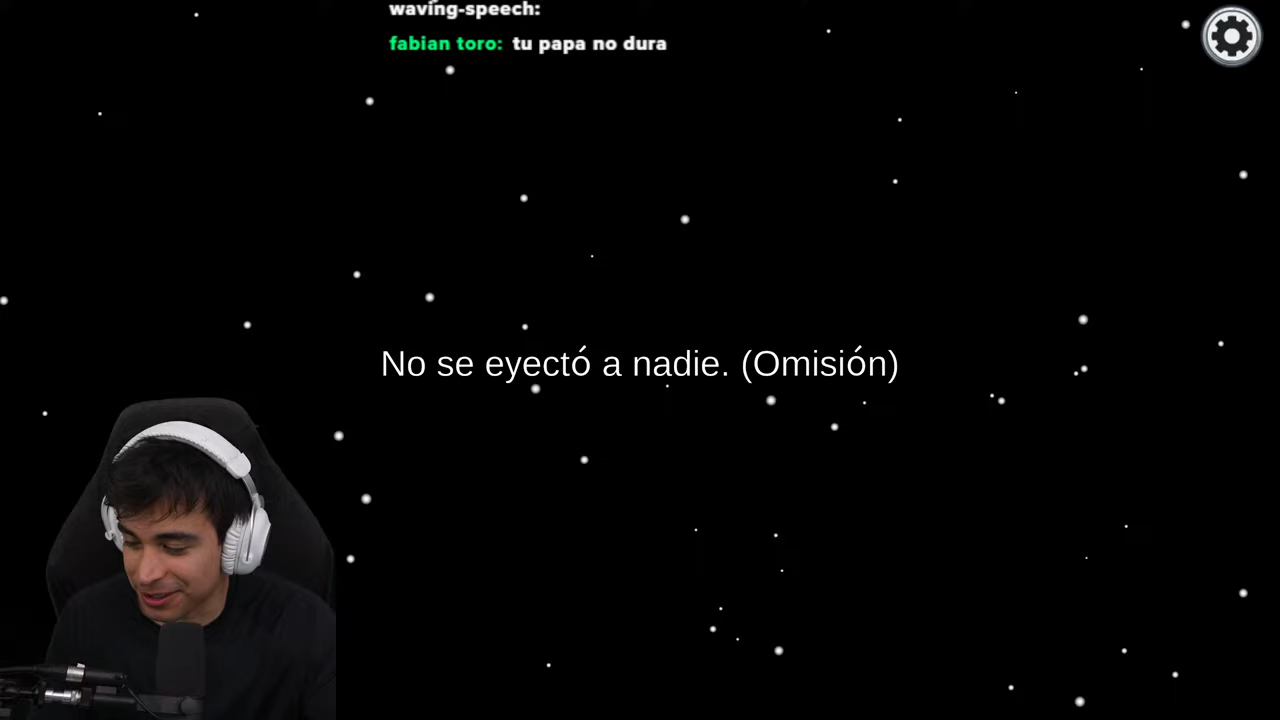 waving-speech:
fabian toro: tu papa no dura
No se eyectó a nadie. (Omisión)